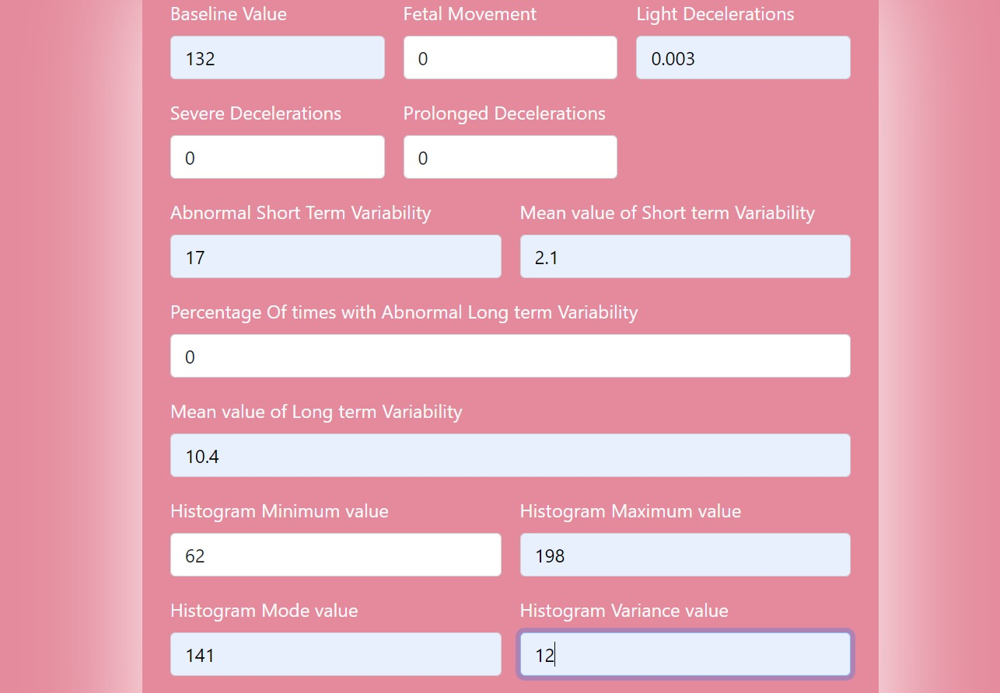 Baseline Value Fetal Movement Light Decelerations
132 0 0.003
Severe Decelerations Prolonged Decelerations
0 0
Abnormal Short Term Variability Mean value of Short term Variability
17 2.1
Percentage Of times with Abnormal Long term Variability
0
Mean value of Long term Variability
10.4
Histogram Minimum value Histogram Maximum value
62 198
Histogram Mode value Histogram Variance value
141 12